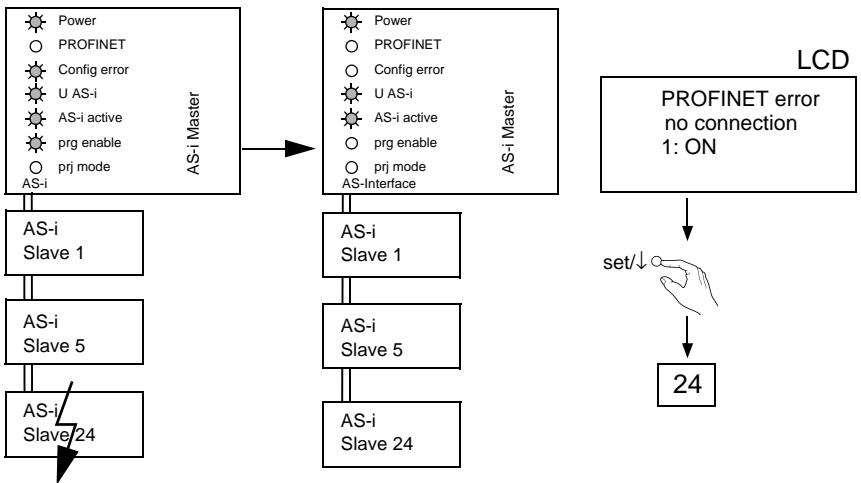 Power
PROFINET
Config error
U AS-i
AS-i active
prg enable
prj mode
AS-i
AS-i Master
AS-i
Slave 1
AS-i
Slave 5
AS-i
Slave 24
Power
PROFINET
Config error
U AS-i
AS-i active
prg enable
prj mode
AS-Interface
AS-i Master
AS-i
Slave 1
AS-i
Slave 5
AS-i
Slave 24
LCD
PROFINET error
no connection
1: ON
set/↓
24